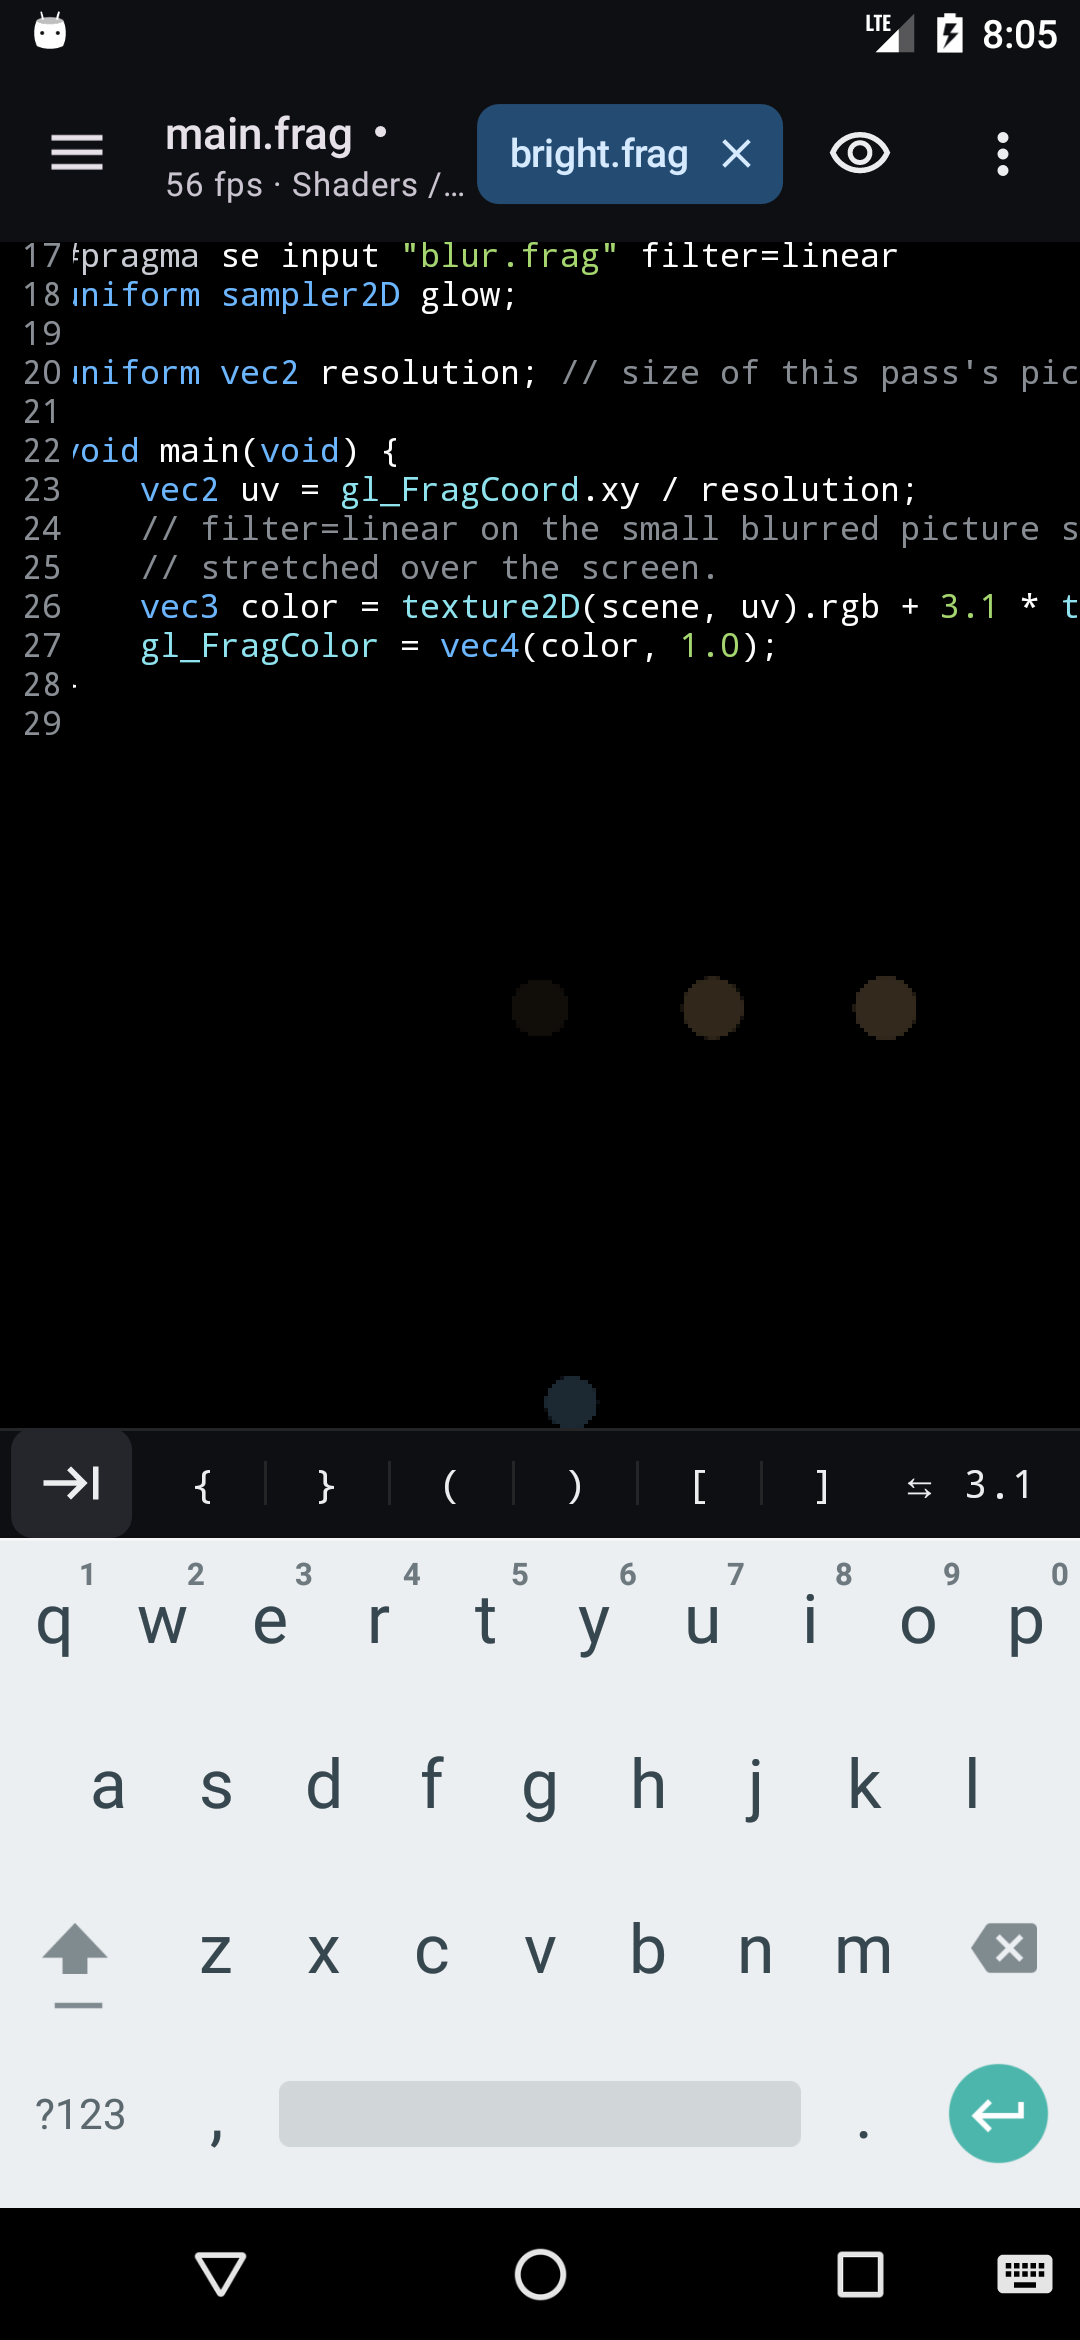 LTE 8:05
main.frag •
56 fps · Shaders /…
bright.frag
17 #pragma se input "blur.frag" filter=linear
18 uniform sampler2D glow;
19
20 uniform vec2 resolution; // size of this pass's pic
21
22 void main(void) {
23 vec2 uv = gl_FragCoord.xy / resolution;
24 // filter=linear on the small blurred picture s
25 // stretched over the screen.
26 vec3 color = texture2D(scene, uv).rgb + 3.1 * t
27 gl_FragColor = vec4(color, 1.0);
28
29
{ } ( ) [ ] ⇆ 3.1
1 2 3 4 5 6 7 8 9 0
q w e r t y u i o p
a s d f g h j k l
z x c v b n m
?123 , .